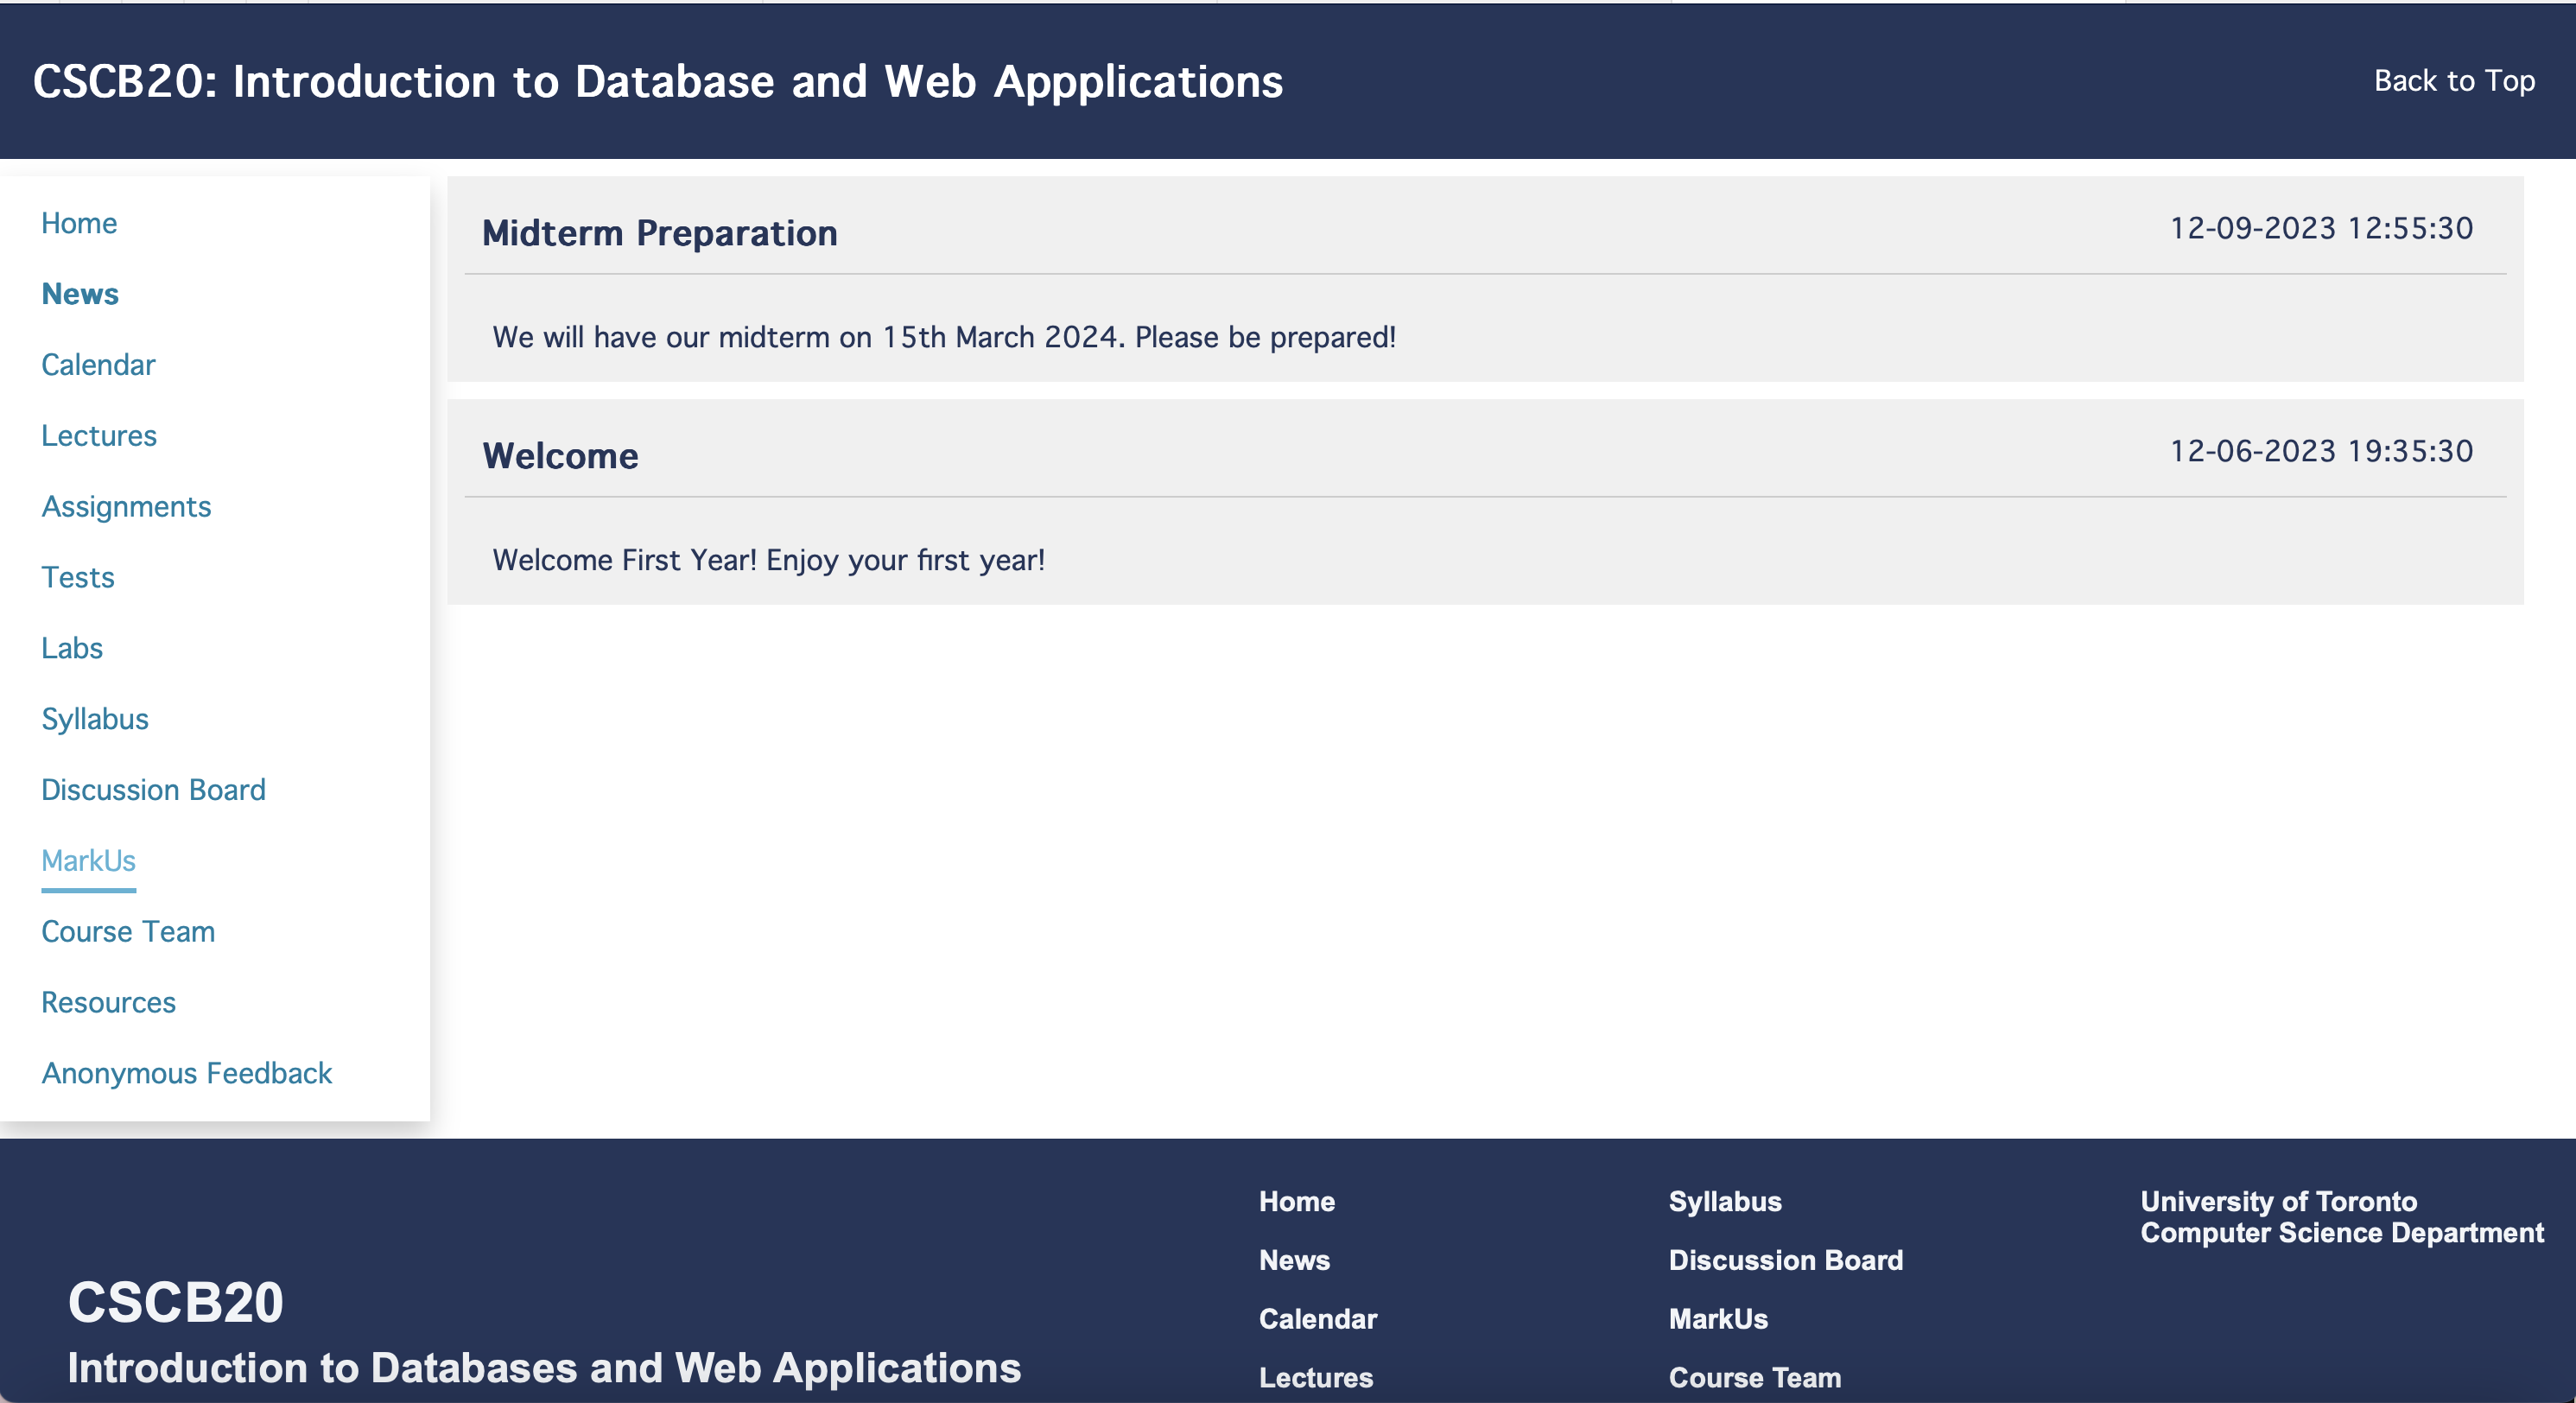 CSCB20: Introduction to Database and Web Appplications
Back to Top
Home
News
Calendar
Lectures
Assignments
Tests
Labs
Syllabus
Discussion Board
MarkUs
Course Team
Resources
Anonymous Feedback
Midterm Preparation
12-09-2023 12:55:30
We will have our midterm on 15th March 2024. Please be prepared!
Welcome
12-06-2023 19:35:30
Welcome First Year! Enjoy your first year!
CSCB20
Introduction to Databases and Web Applications
Home
News
Calendar
Lectures
Syllabus
Discussion Board
MarkUs
Course Team
University of Toronto
Computer Science Department